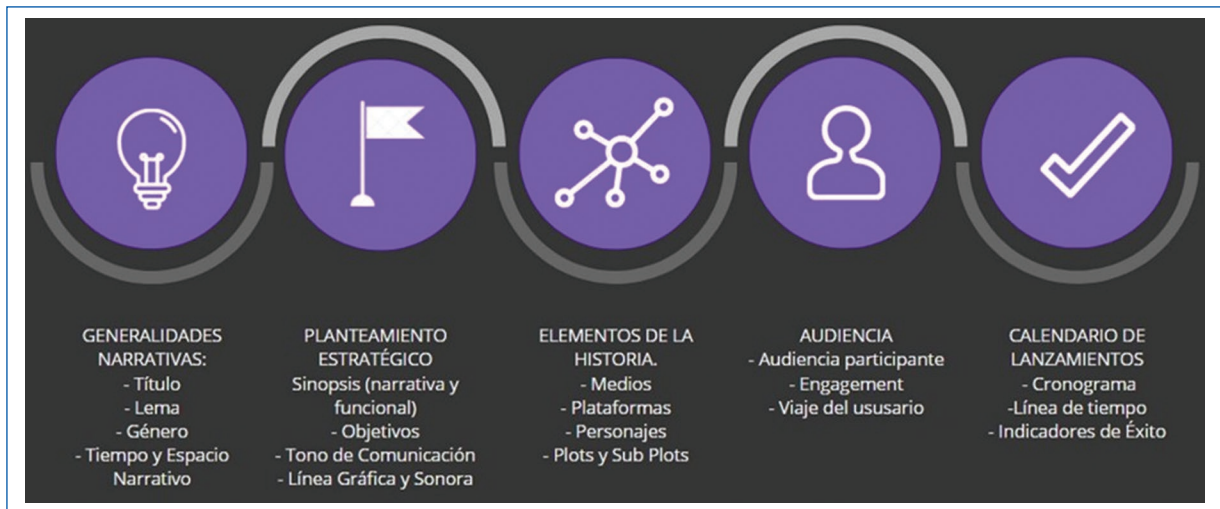 GENERALIDADES
NARRATIVAS:
- Título
- Lema
- Género
- Tiempo y Espacio
Narrativo
PLANTEAMIENTO
ESTRATÉGICO
Sinopsis (narrativa y
funcional)
- Objetivos
- Tono de Comunicación
- Línea Gráfica y Sonora
ELEMENTOS DE LA
HISTORIA.
- Medios
- Plataformas
- Personajes
- Plots y Sub Plots
AUDIENCIA
- Audiencia participante
- Engagement
- Viaje del ususario
CALENDARIO DE
LANZAMIENTOS
- Cronograma
-Línea de tiempo
- Indicadores de Éxito